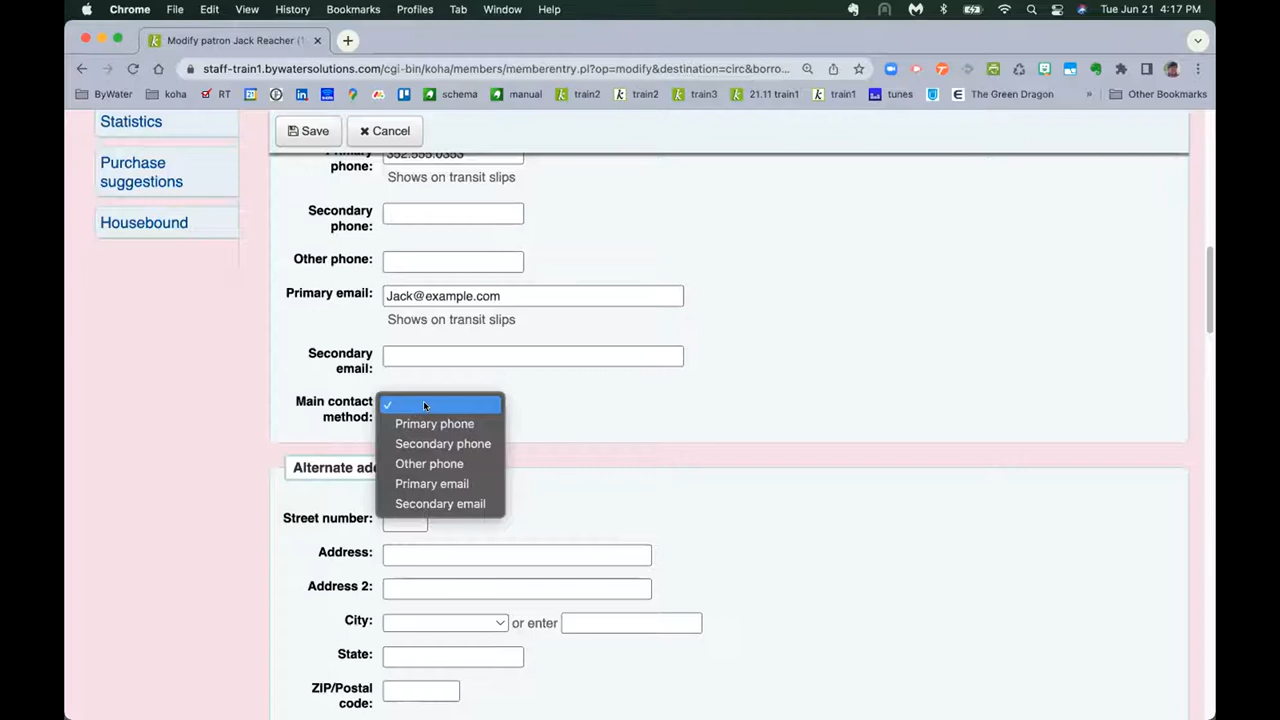 Chrome File Edit View History Bookmarks Profiles Tab Window Help Tue Jun 21 4:17 PM
Modify patron Jack Reacher (1
staff-train1.bywatersolutions.com/cgi-bin/koha/members/memberentry.pl?op=modify&destination=circ&borro...
ByWater koha RT schema manual train2 train2 train3 21.11 train1 train1 tunes The Green Dragon » Other Bookmarks
Statistics
Purchase
suggestions
Housebound
Save Cancel
Primary 352.555.0353
phone:
Shows on transit slips
Secondary
phone:
Other phone:
Primary email: Jack@example.com
Shows on transit slips
Secondary
email:
Main contact
method:
Primary phone
Secondary phone
Other phone
Primary email
Secondary email
Alternate add
Street number:
Address:
Address 2:
City: or enter
State:
ZIP/Postal
code: